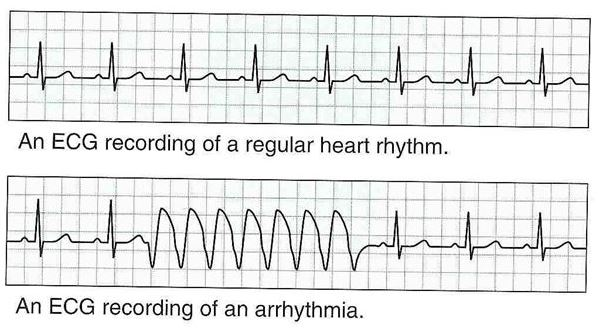 An ECG recording of a regular heart rhythm.
An ECG recording of an arrhythmia.